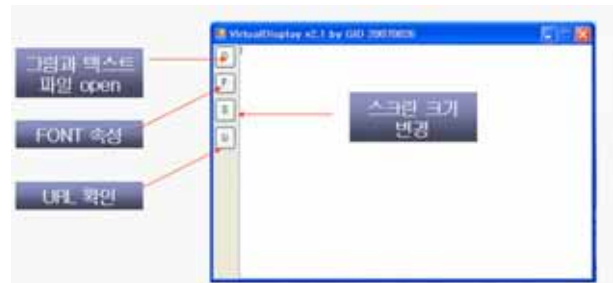 VirtualDisplay v2.1 by GID 20070026
그림과 텍스트
파일 open
F
FONT 속성
S
스크린 크기
변경
U
URL 확인